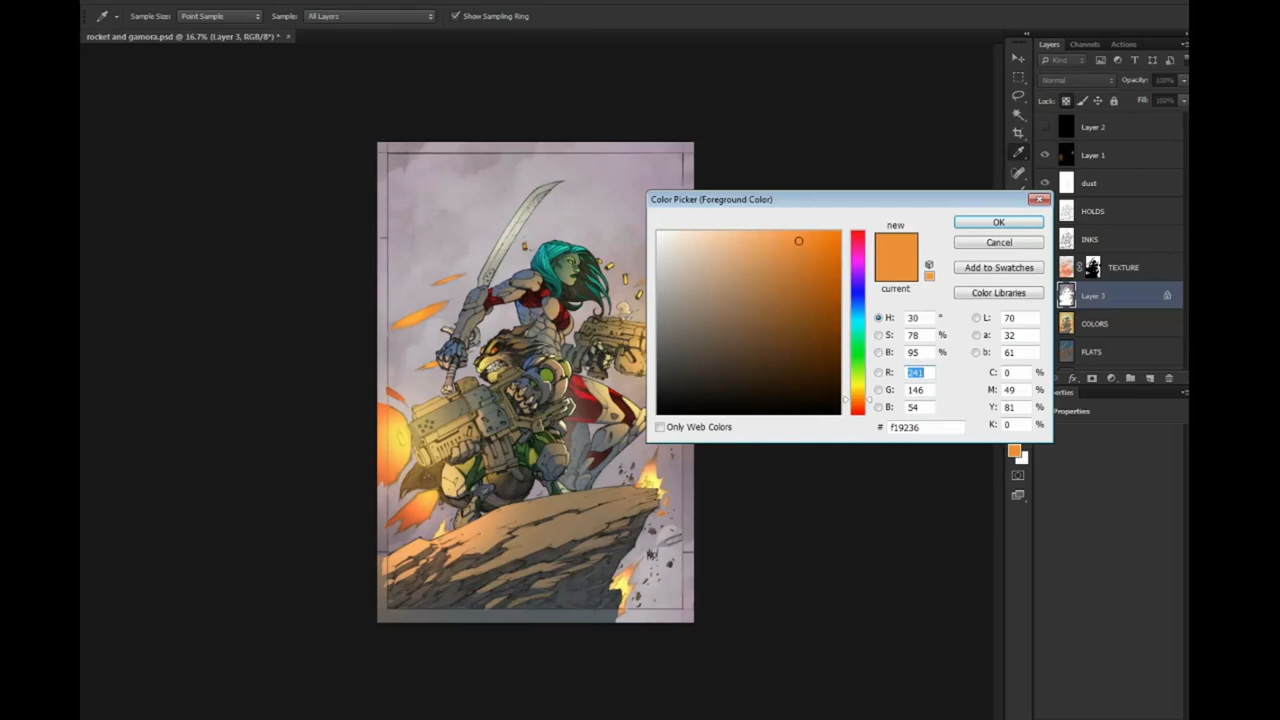 Sample Size: Point Sample Sample: All Layers Show Sampling Ring
rocket and gamora.psd @ 16.7% (Layer 3, RGB/8*) * ×
Layers Channels Actions
Kind
Normal Opacity: 100%
Lock: Fill: 100%
Layer 2
Layer 1
dust
HOLDS
INKS
TEXTURE
Layer 3
COLORS
FLATS
fx
Properties
Color Picker (Foreground Color)
new
current
OK
Cancel
Add to Swatches
Color Libraries
H: 30 °
S: 78 %
B: 95 %
R: 241
G: 146
B: 54
L: 70
a: 32
b: 61
C: 0 %
M: 49 %
Y: 81 %
K: 0 %
Only Web Colors
# f19236